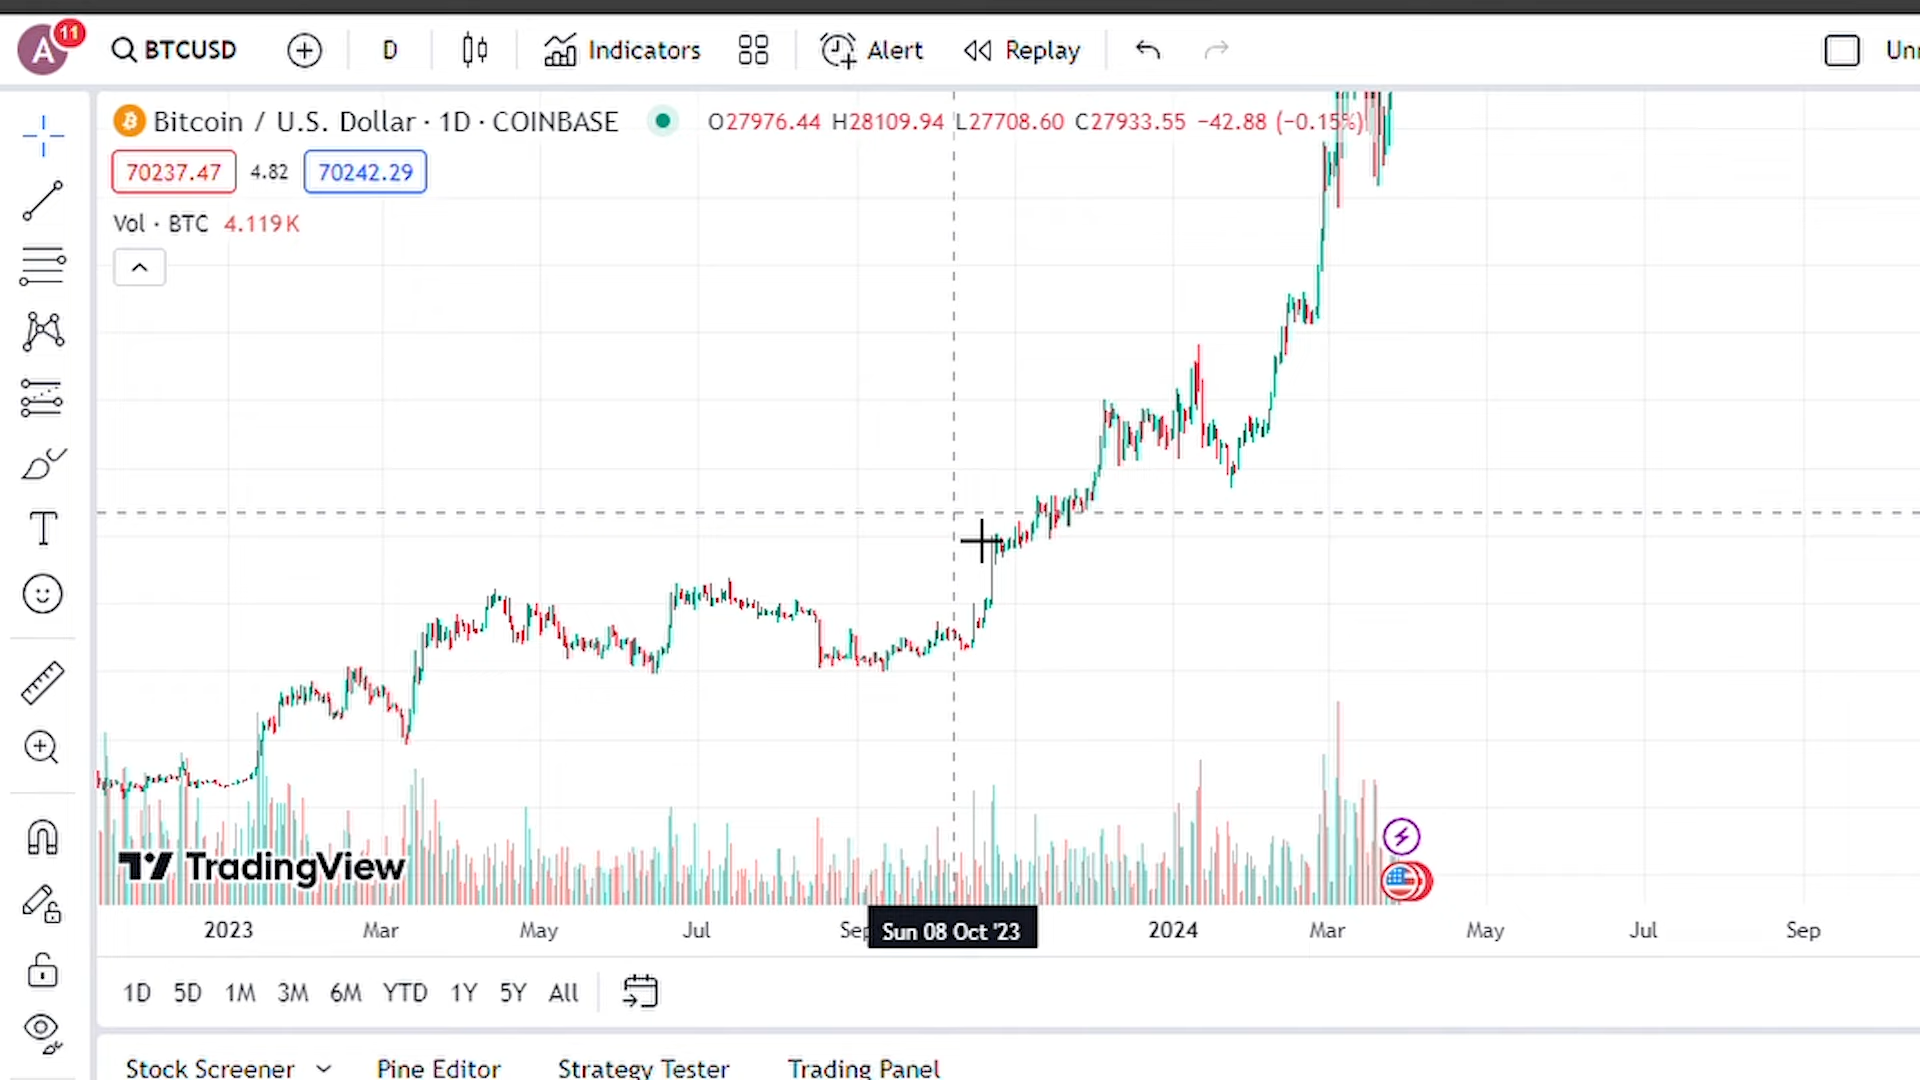 A 11 BTCUSD D Indicators Alert Replay
Bitcoin / U.S. Dollar · 1D · COINBASE O27976.44 H28109.94 L27708.60 C27933.55 −42.88 (−0.15%)
70237.47 4.82 70242.29
Vol · BTC 4.119K
TradingView
2023 Mar May Jul Sun 08 Oct '23 2024 Mar May Jul Sep
1D 5D 1M 3M 6M YTD 1Y 5Y All
Stock Screener Pine Editor Strategy Tester Trading Panel